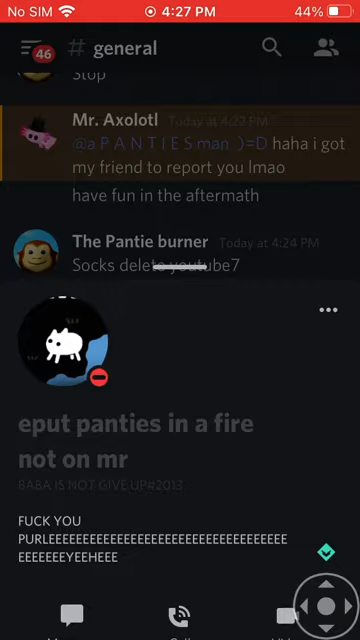 No SIM 4:27 PM 44%
46 # general
Stop
Mr. Axolotl Today at 4:23 PM
@a P A N T I E S man :)=D haha i got
my friend to report you lmao
have fun in the aftermath
The Pantie burner Today at 4:24 PM
Socks delete youtube7
eput panties in a fire
not on mr
BABA IS NOT GIVE UP#2013
FUCK YOU
PURLEEEEEEEEEEEEEEEEEEEEEEEEEEEEEEEEEEE
EEEEEEEYEEHEEE